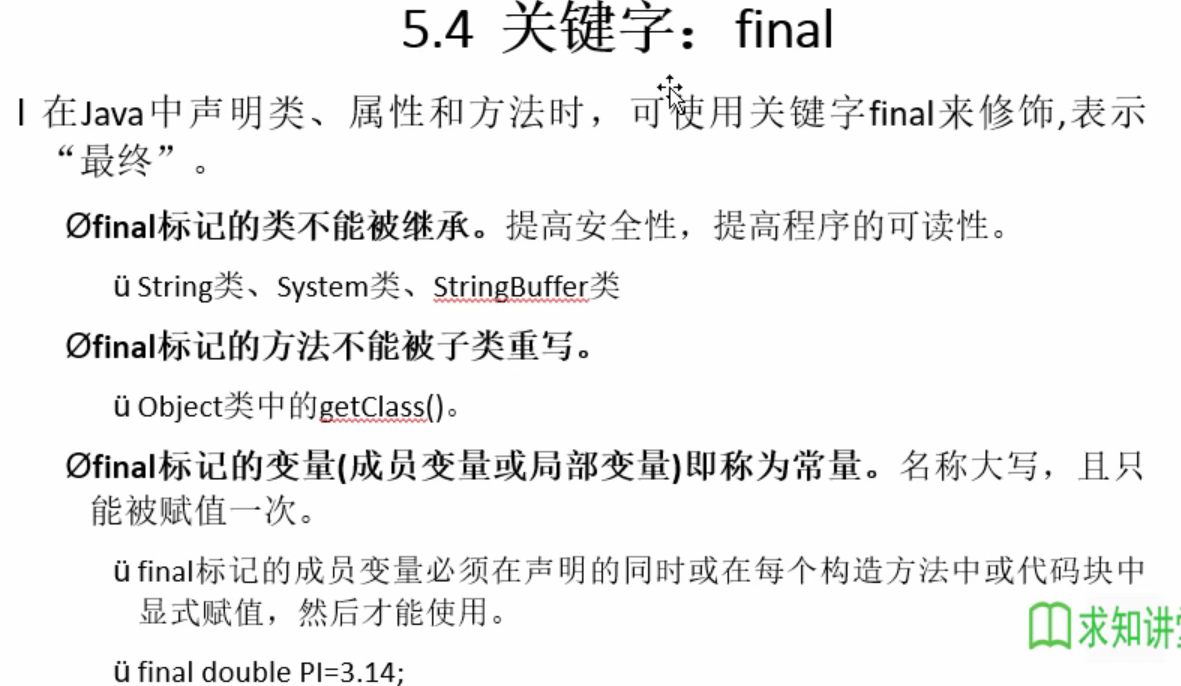 5.4 关键字：final
l 在Java中声明类、属性和方法时，可使用关键字final来修饰,表示
“最终”。
Øfinal标记的类不能被继承。提高安全性，提高程序的可读性。
ü String类、System类、StringBuffer类
Øfinal标记的方法不能被子类重写。
ü Object类中的getClass()。
Øfinal标记的变量(成员变量或局部变量)即称为常量。名称大写，且只
能被赋值一次。
ü final标记的成员变量必须在声明的同时或在每个构造方法中或代码块中
显式赋值，然后才能使用。
求知讲堂
ü final double PI=3.14;